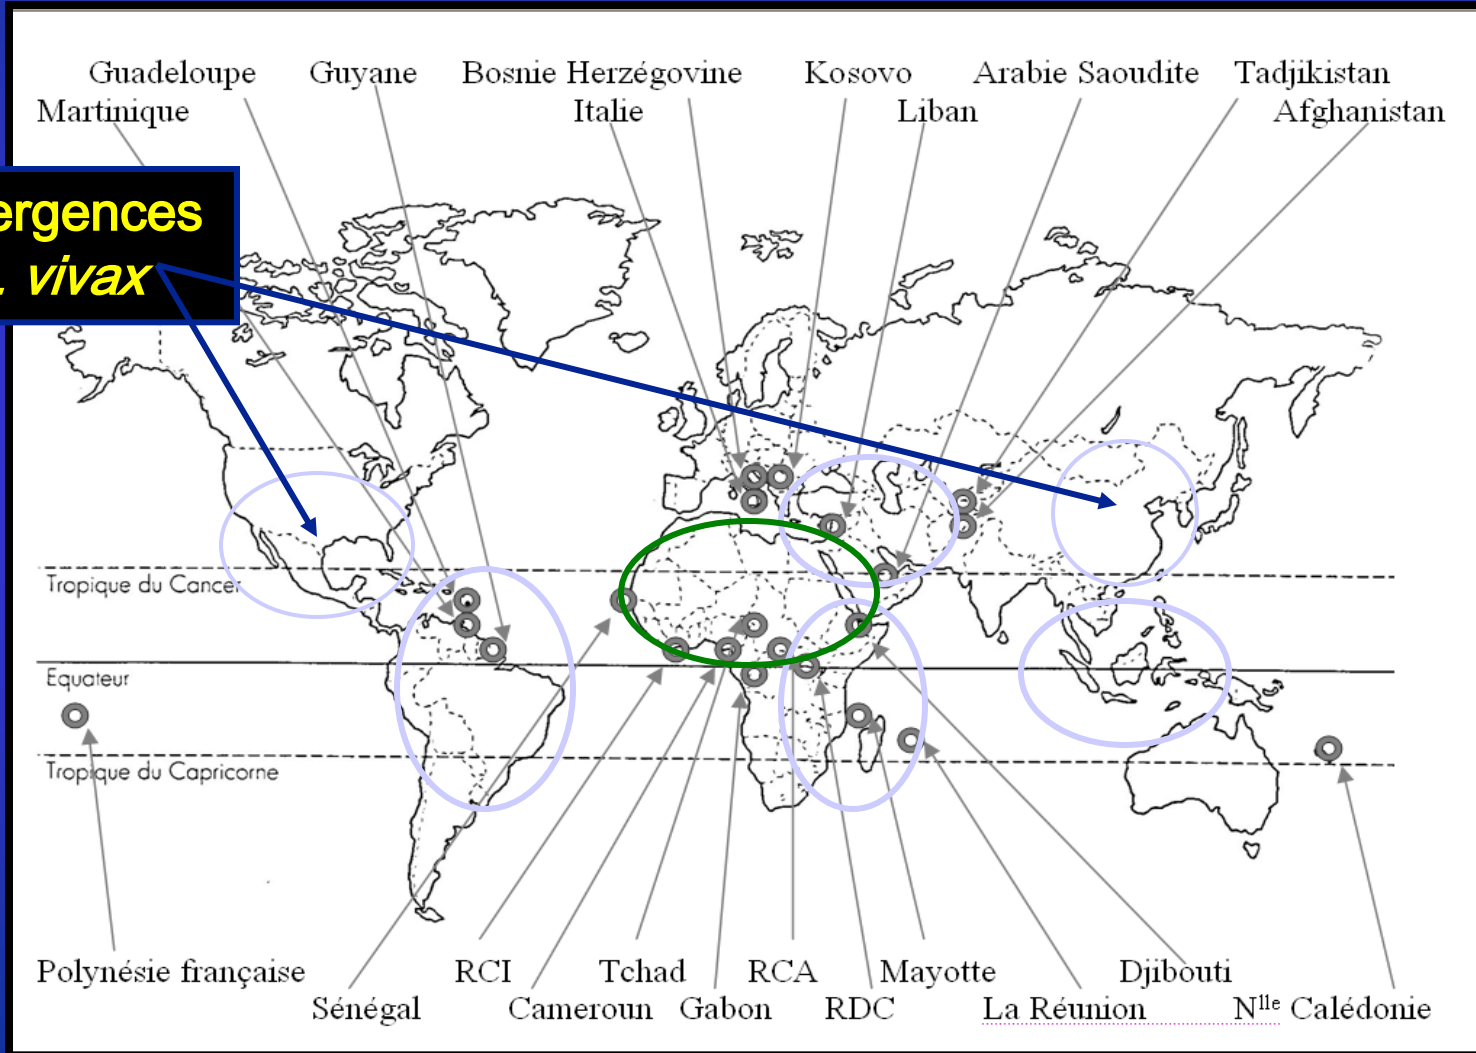 Guadeloupe Guyane Bosnie Herzégovine Kosovo Arabie Saoudite Tadjikistan
Martinique Italie Liban Afghanistan
vivax
Tropique du Cancer
Equateur
Tropique du Capricorne
Polynésie française RCI Tchad RCA Mayotte Djibouti
Sénégal Cameroun Gabon RDC La Réunion Nlle Calédonie